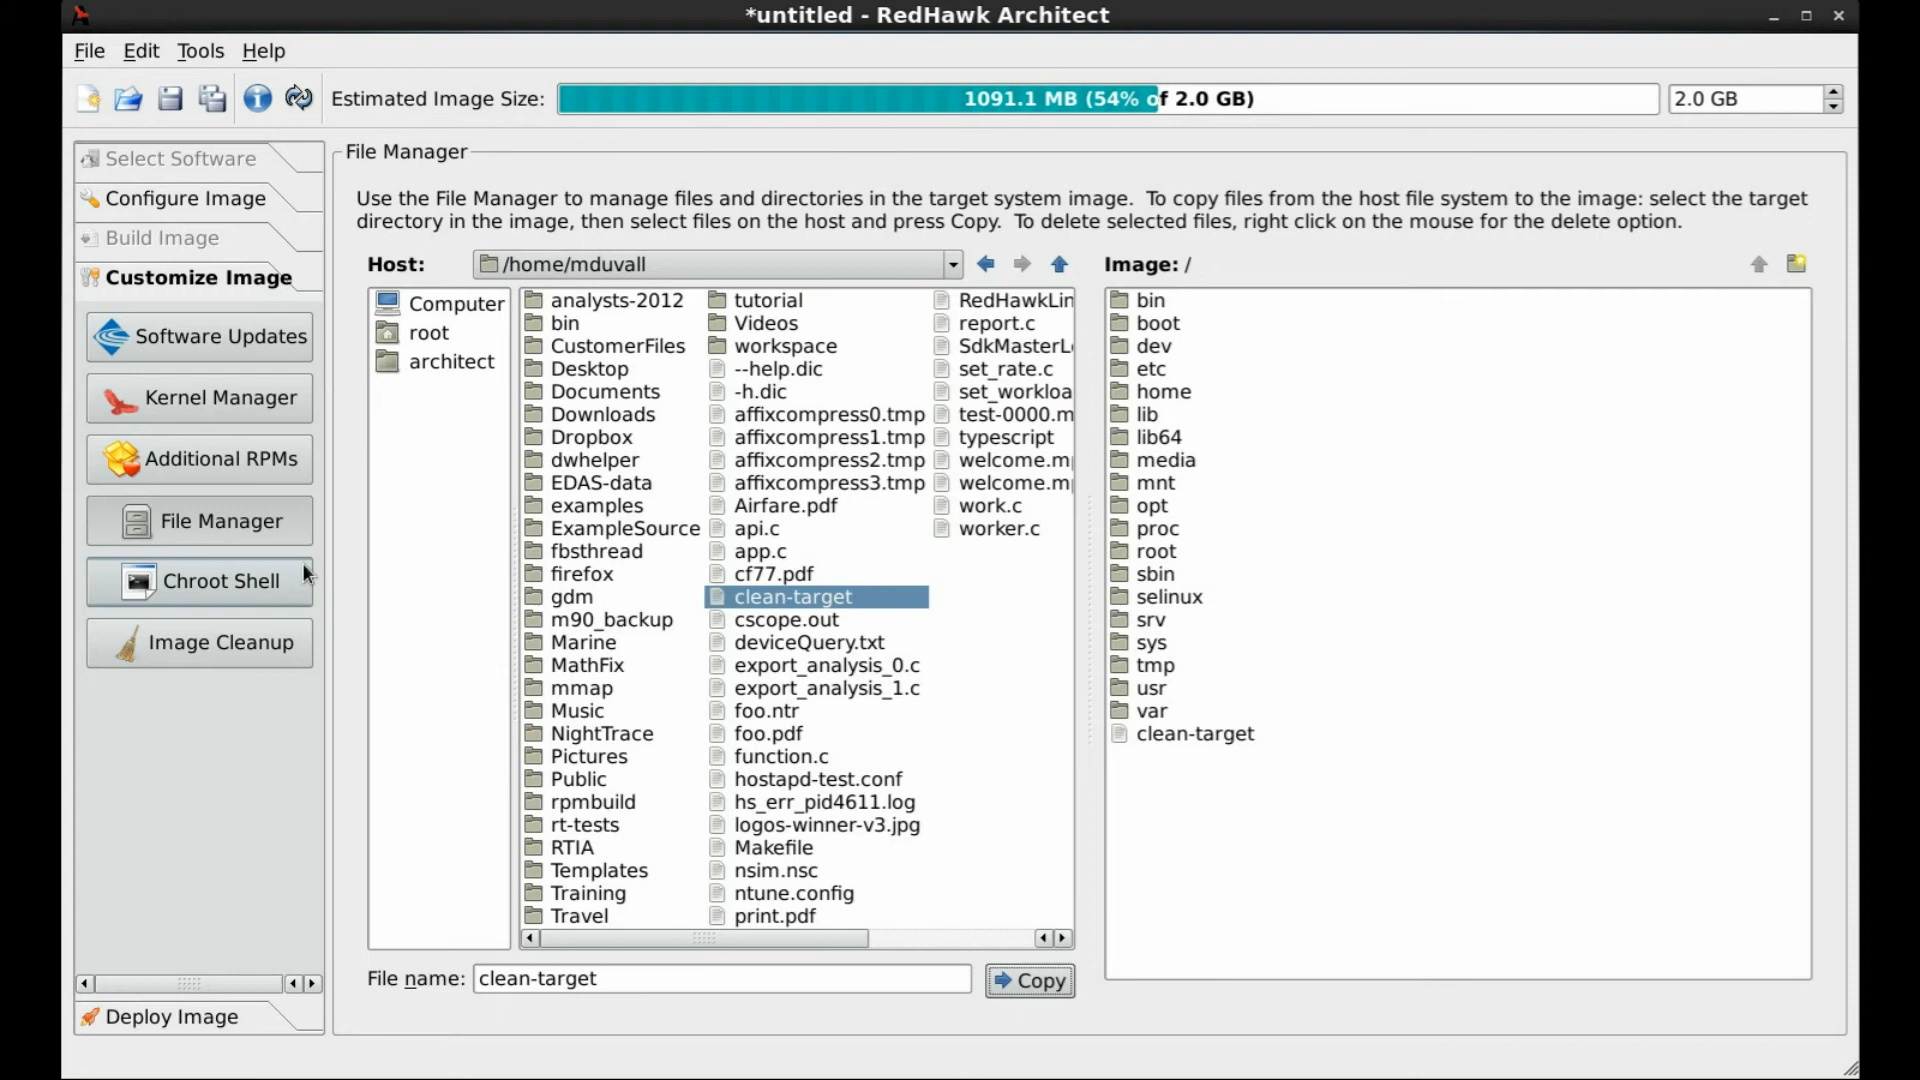 *untitled - RedHawk Architect
File Edit Tools Help
Estimated Image Size: 1091.1 MB (54% of 2.0 GB) 2.0 GB
Select Software
Configure Image
Build Image
Customize Image
Software Updates
Kernel Manager
Additional RPMs
File Manager
Chroot Shell
Image Cleanup
Deploy Image
File Manager
Use the File Manager to manage files and directories in the target system image. To copy files from the host file system to the image: select the target
directory in the image, then select files on the host and press Copy. To delete selected files, right click on the mouse for the delete option.
Host: /home/mduvall
Computer
root
architect
analysts-2012
bin
CustomerFiles
Desktop
Documents
Downloads
Dropbox
dwhelper
EDAS-data
examples
ExampleSource
fbsthread
firefox
gdm
m90_backup
Marine
MathFix
mmap
Music
NightTrace
Pictures
Public
rpmbuild
rt-tests
RTIA
Templates
Training
Travel
tutorial
Videos
workspace
--help.dic
-h.dic
affixcompress0.tmp
affixcompress1.tmp
affixcompress2.tmp
affixcompress3.tmp
Airfare.pdf
api.c
app.c
cf77.pdf
clean-target
cscope.out
deviceQuery.txt
export_analysis_0.c
export_analysis_1.c
foo.ntr
foo.pdf
function.c
hostapd-test.conf
hs_err_pid4611.log
logos-winner-v3.jpg
Makefile
nsim.nsc
ntune.config
print.pdf
RedHawkLin
report.c
SdkMasterL
set_rate.c
set_workloa
test-0000.m
typescript
welcome.m
welcome.m
work.c
worker.c
File name: clean-target
Copy
Image: /
bin
boot
dev
etc
home
lib
lib64
media
mnt
opt
proc
root
sbin
selinux
srv
sys
tmp
usr
var
clean-target